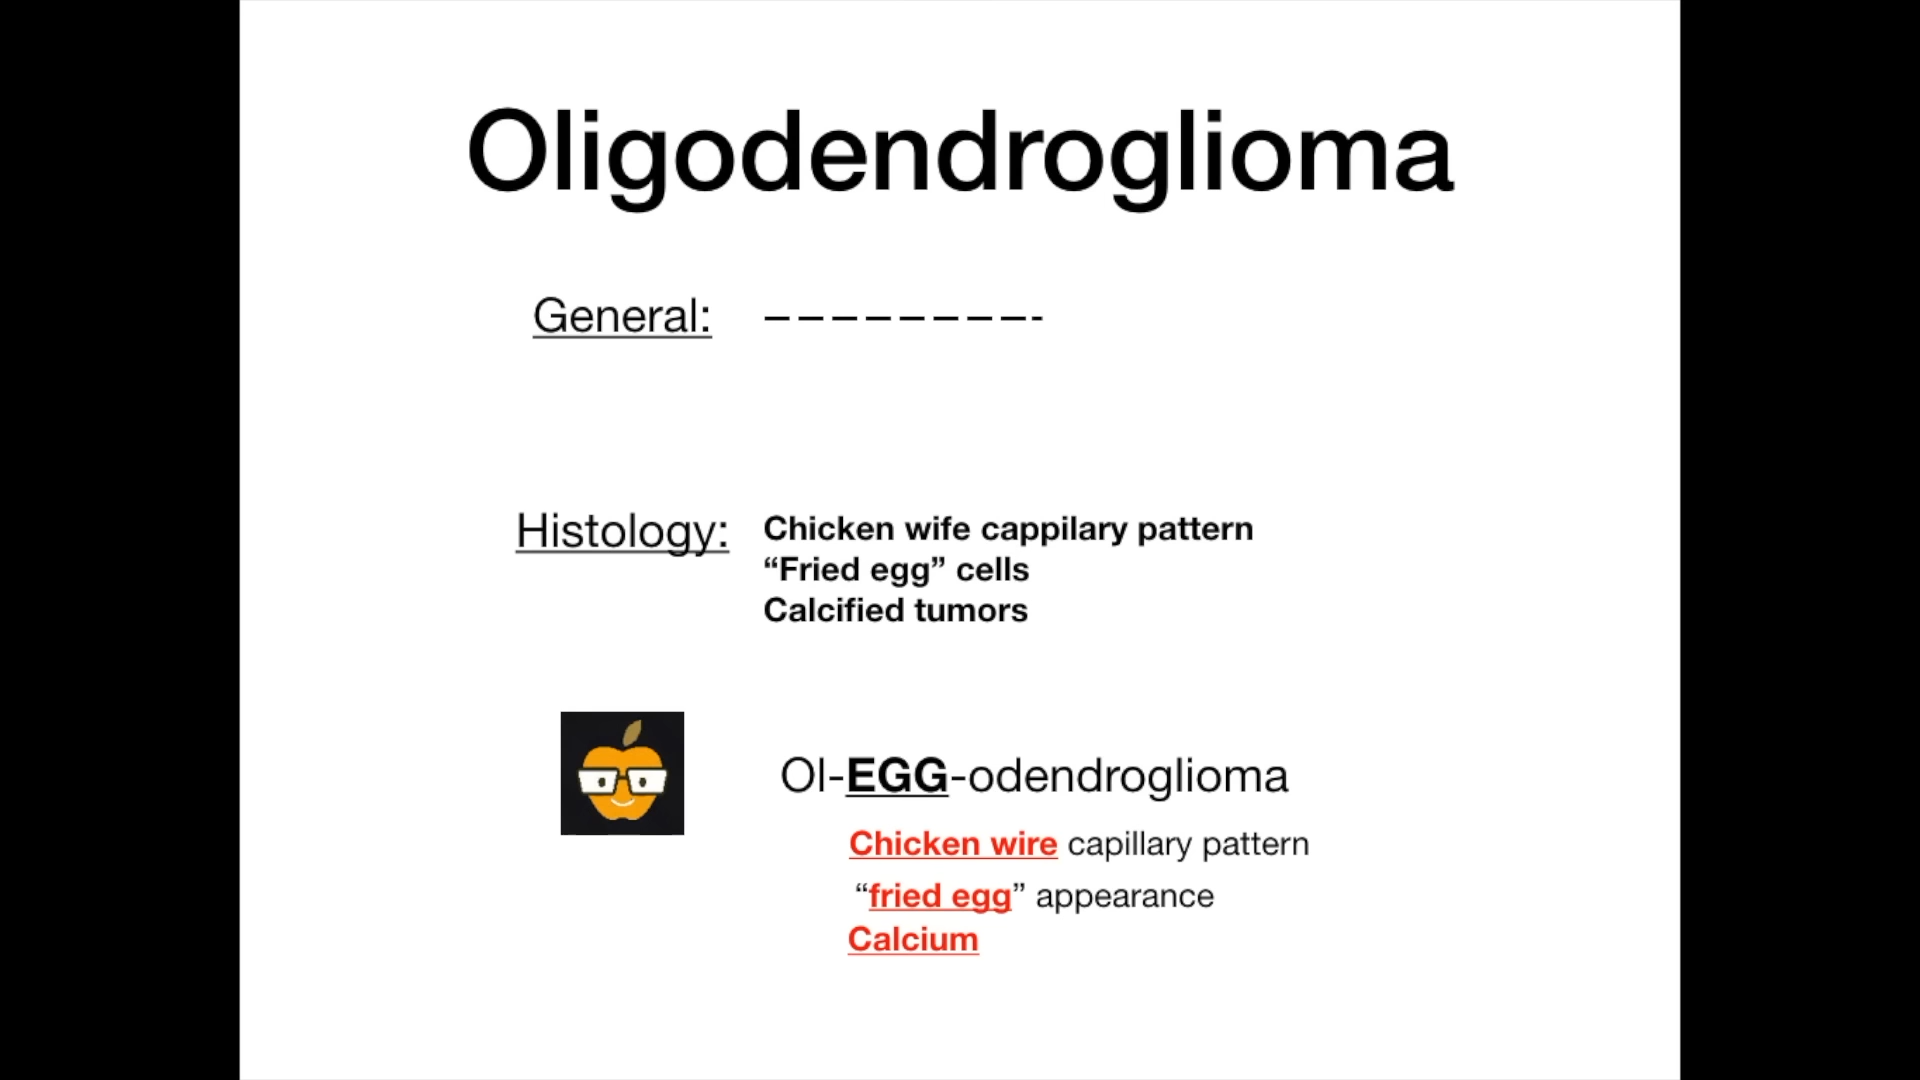 Oligodendroglioma
General: – – – – – – – – -
Histology: Chicken wife cappilary pattern
“Fried egg” cells
Calcified tumors
Ol-EGG-odendroglioma
Chicken wire capillary pattern
“fried egg” appearance
Calcium